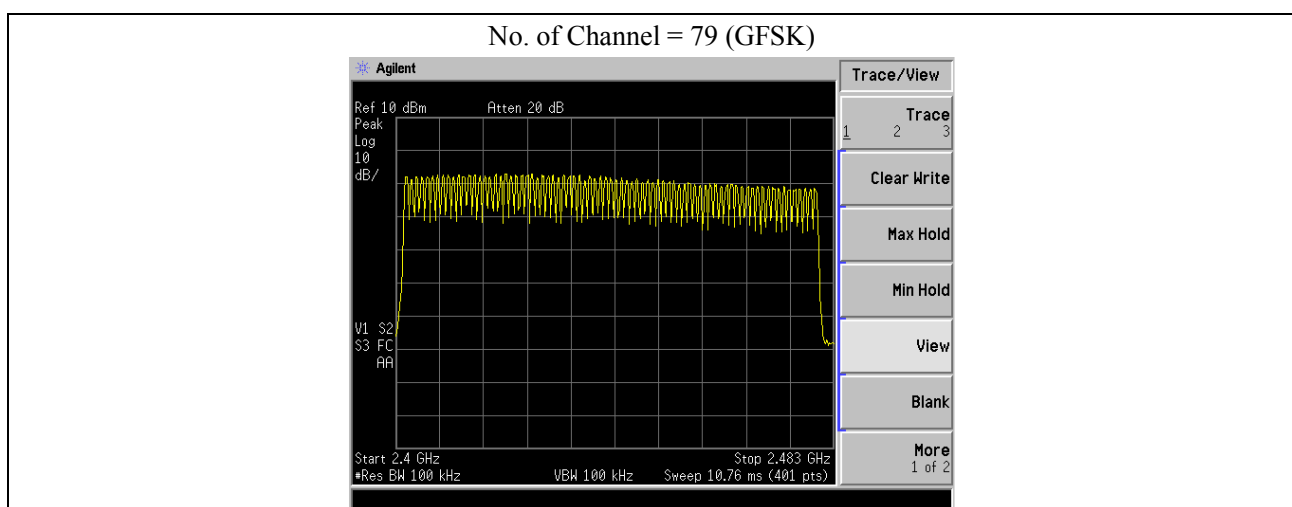 No. of Channel = 79 (GFSK)
Agilent
Trace/View
Ref 10 dBm Atten 20 dB
Peak
Log
10
dB/
V1 S2
S3 FC
AA
Start 2.4 GHz Stop 2.483 GHz
*Res BW 100 kHz VBW 100 kHz Sweep 10.76 ms (401 pts)
Trace
1 2 3
Clear Write
Max Hold
Min Hold
View
Blank
More
1 of 2